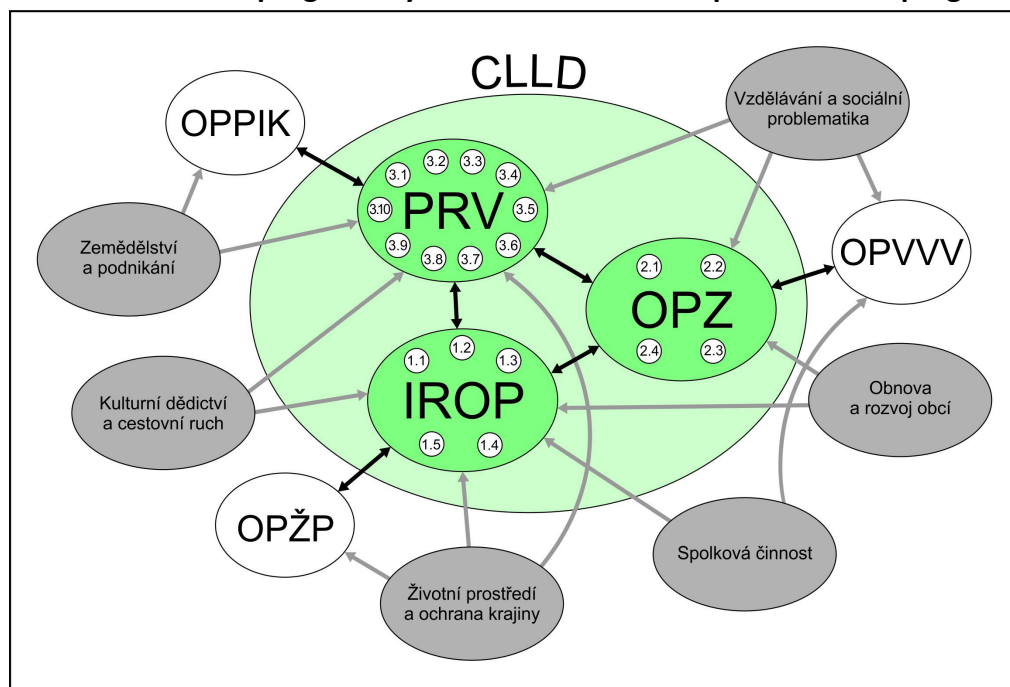 CLLD
Vzdělávání a sociální
problematika
OPPIK
3.1
3.2
3.3
3.4
3.10
PRV
3.5
3.9
3.8
3.7
3.6
Zemědělství
a podnikání
OPVVV
2.1
2.2
OPZ
2.4
2.3
1.1
1.2
1.3
IROP
1.5
1.4
Kulturní dědictví
a cestovní ruch
Obnova
a rozvoj obcí
OPŽP
Spolková činnost
Životní prostředí
a ochrana krajiny